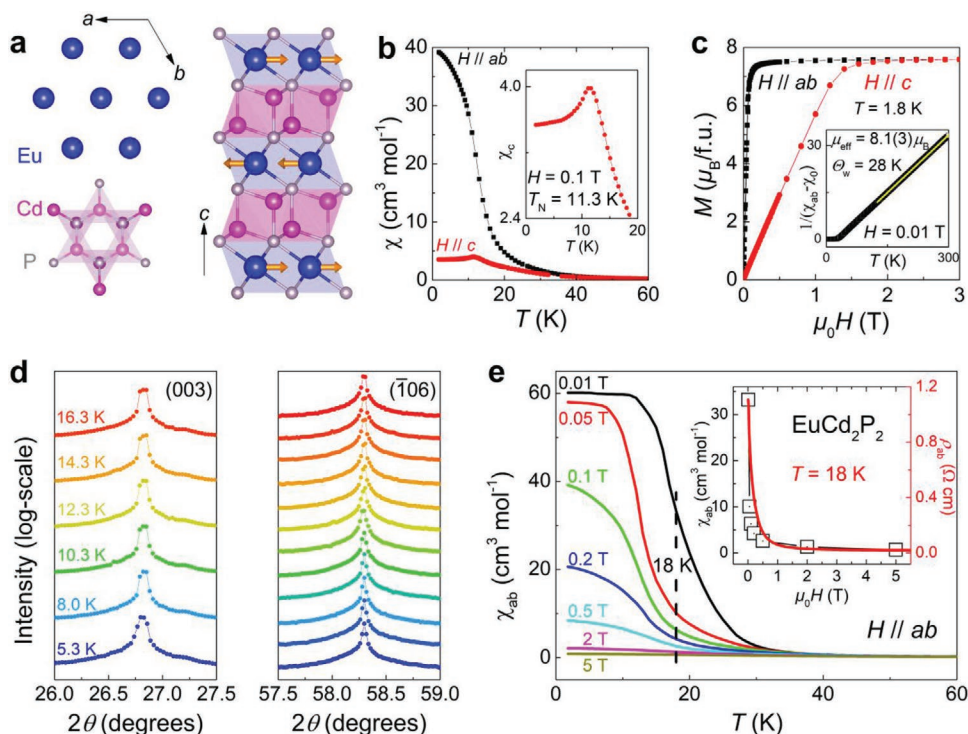 a
a
b
Eu
Cd
P
c
b
χ (cm³ mol⁻¹)
40
30
20
10
0
H // ab
H // c
0
20
40
60
T (K)
4.0
χc
2.4
H = 0.1 T
TN = 11.3 K
0
10
20
T (K)
c
M (μB/f.u.)
8
6
4
2
0
H // ab
H // c
T = 1.8 K
0
1
2
3
μ0H (T)
1/(χab-χ0)
30
0
μeff = 8.1(3)μB
Θw = 28 K
H = 0.01 T
0
300
T (K)
d
Intensity (log-scale)
(003)
16.3 K
14.3 K
12.3 K
10.3 K
8.0 K
5.3 K
26.0
26.5
27.0
27.5
2θ (degrees)
(1̄06)
57.5
58.0
58.5
59.0
2θ (degrees)
e
χab (cm³ mol⁻¹)
60
40
20
0
0.01 T
0.05 T
0.1 T
0.2 T
0.5 T
2 T
5 T
18 K
H // ab
0
20
40
60
T (K)
χab (cm³ mol⁻¹)
30
20
10
0
EuCd2P2
T = 18 K
1.2
0.8
0.4
0.0
ρab (Ω cm)
0
1
2
3
4
5
μ0H (T)